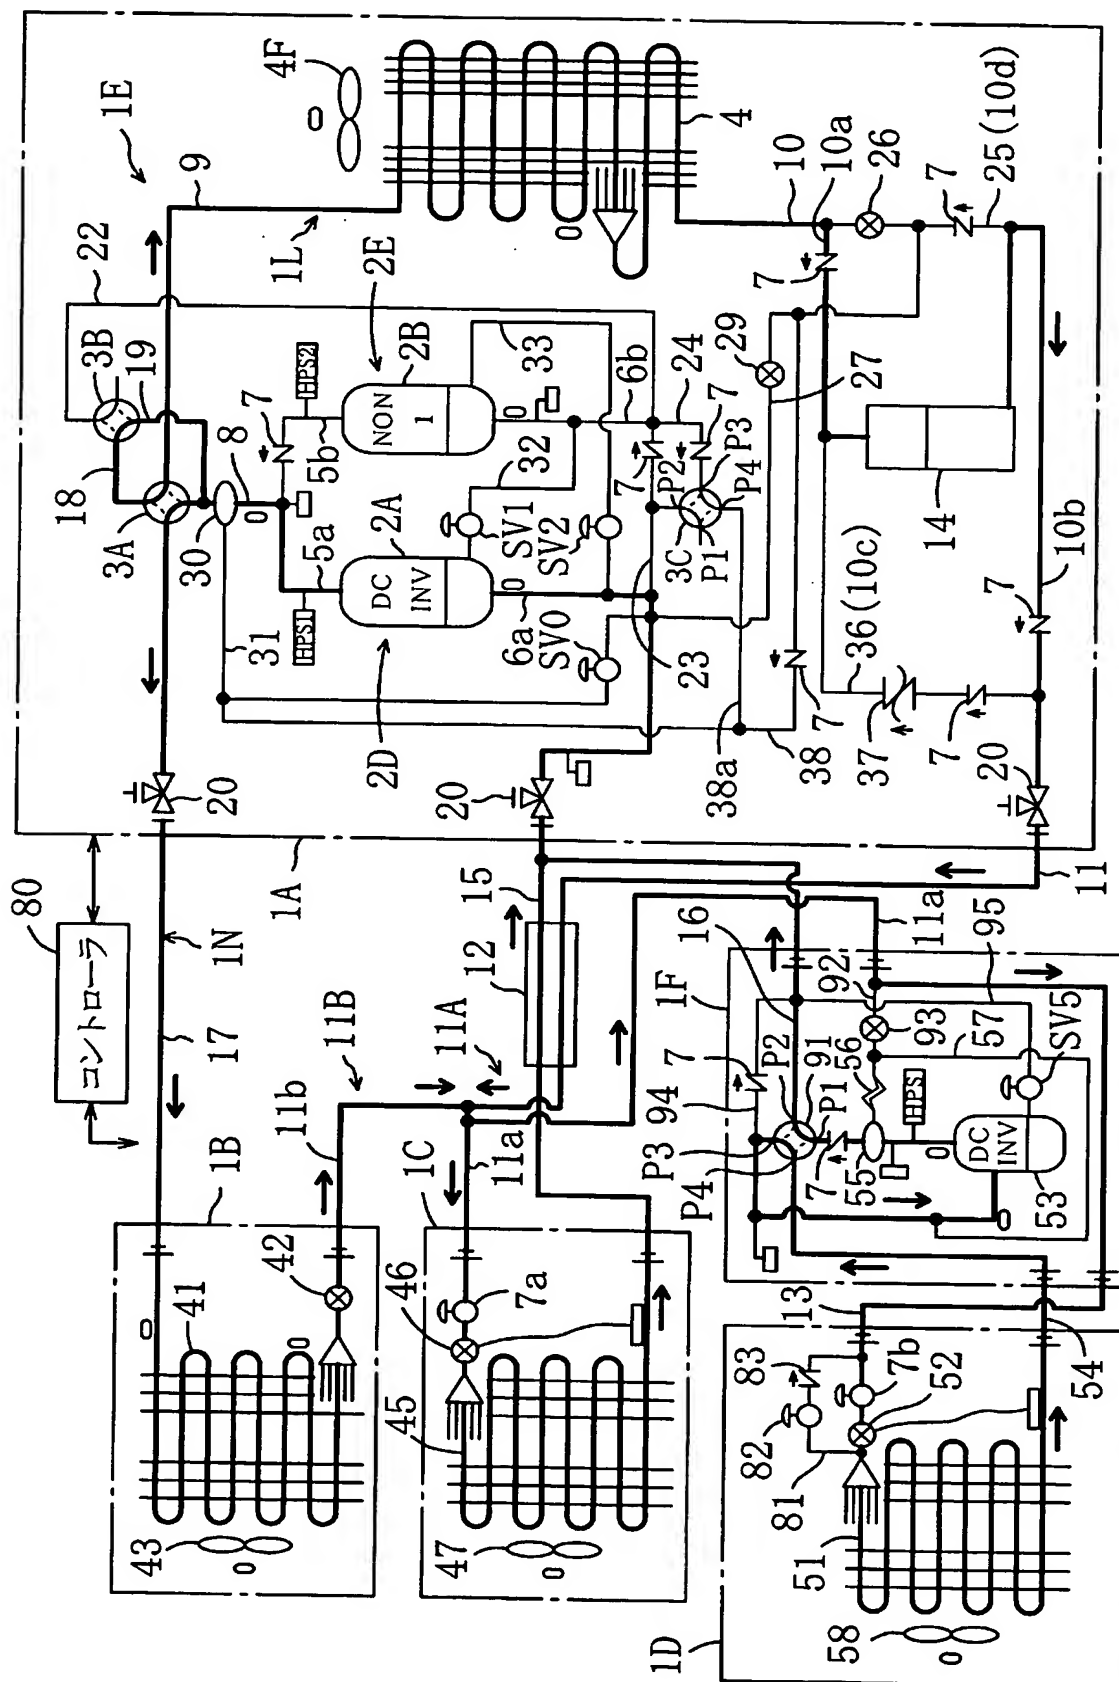 80
コントローラ
18
22
3B
1E
1A
3A
19
9
43
20
30
1D
41
1N
17
1B
31
8
4F
42
HPS1
5a
7
HPS2
5b
1L
11b
11B
DC
INV
2A
2D
NON
1
2B
2E
45
46
1C
47
7a
11A
11a
12
15
20
6a
SV0
SV1
32
SV2
33
23
7
6b
24
7
3C
P1
P2
P3
P4
38a
29
27
4
58
51
81
82
83
7b
52
13
54
P4
P3
94
7
1F
16
P2
91
P1
7
55
56
92
93
57
HPS
DC
INV
53
SV5
95
11a
38
7
37
36(10c)
7
14
7
10
10a
26
7
25(10d)
20
11
7
10b